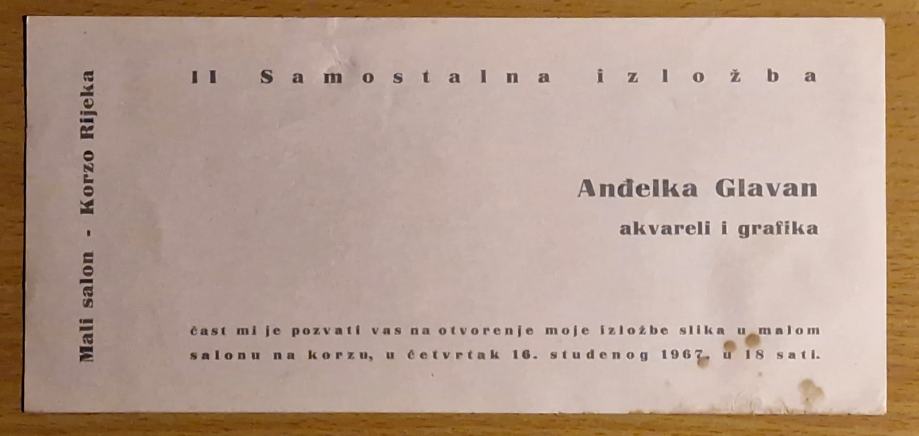 II Samostalna izložba
Mali salon - Korzo Rijeka
Anđelka Glavan
akvareli i grafika
čast mi je pozvati vas na otvorenje moje izložbe slika u malom
salonu na korzu, u četvrtak 16. studenog 1967. u 18 sati.